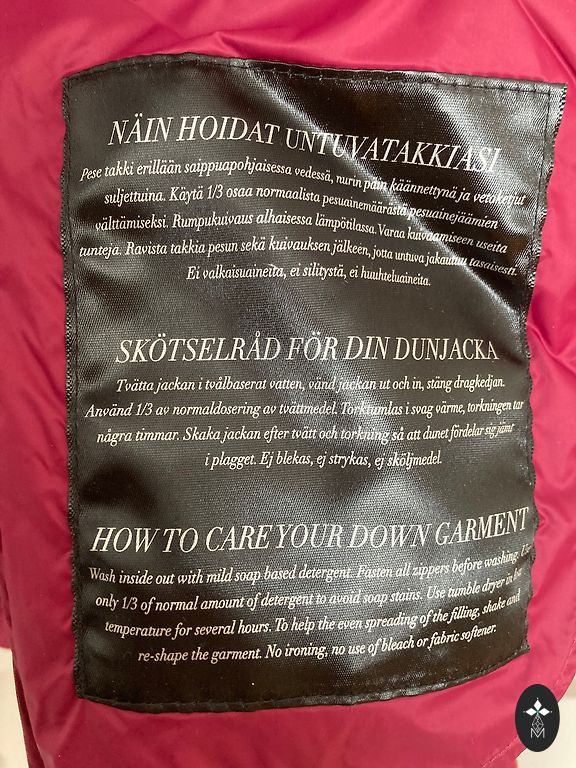 NÄIN HOIDAT UNTUVATAKKIASI
Pese takki erillään saippuapohjaisessa vedessä, nurin päin käännettynä ja vetoketjut
suljettuina. Käytä 1/3 osaa normaalista pesuainemäärästä pesuainejäämien
välttämiseksi. Rumpukuivaus alhaisessa lämpötilassa. Varaa kuivaamiseen useita
tunteja. Ravista takkia pesun sekä kuivauksen jälkeen, jotta untuva jakautuu tasaisesti.
Ei valkaisuaineita, ei silitystä, ei huuhteluaineita.
SKÖTSELRÅD FÖR DIN DUNJACKA
Tvätta jackan i tvålbaserat vatten, vänd jackan ut och in, stäng dragkedjan.
Använd 1/3 av normaldosering av tvättmedel. Torktumlas i svag värme, torkningen tar
några timmar. Skaka jackan efter tvätt och torkning så att dunet fördelar sig jämt
i plagget. Ej blekas, ej strykas, ej sköljmedel.
HOW TO CARE YOUR DOWN GARMENT
Wash inside out with mild soap based detergent. Fasten all zippers before washing.
only 1/3 of normal amount of detergent to avoid soap stains. Use tumble dryer in
temperature for several hours. To help the even spreading of the filling, shake and
re-shape the garment. No ironing, no use of bleach or fabric softener.
M